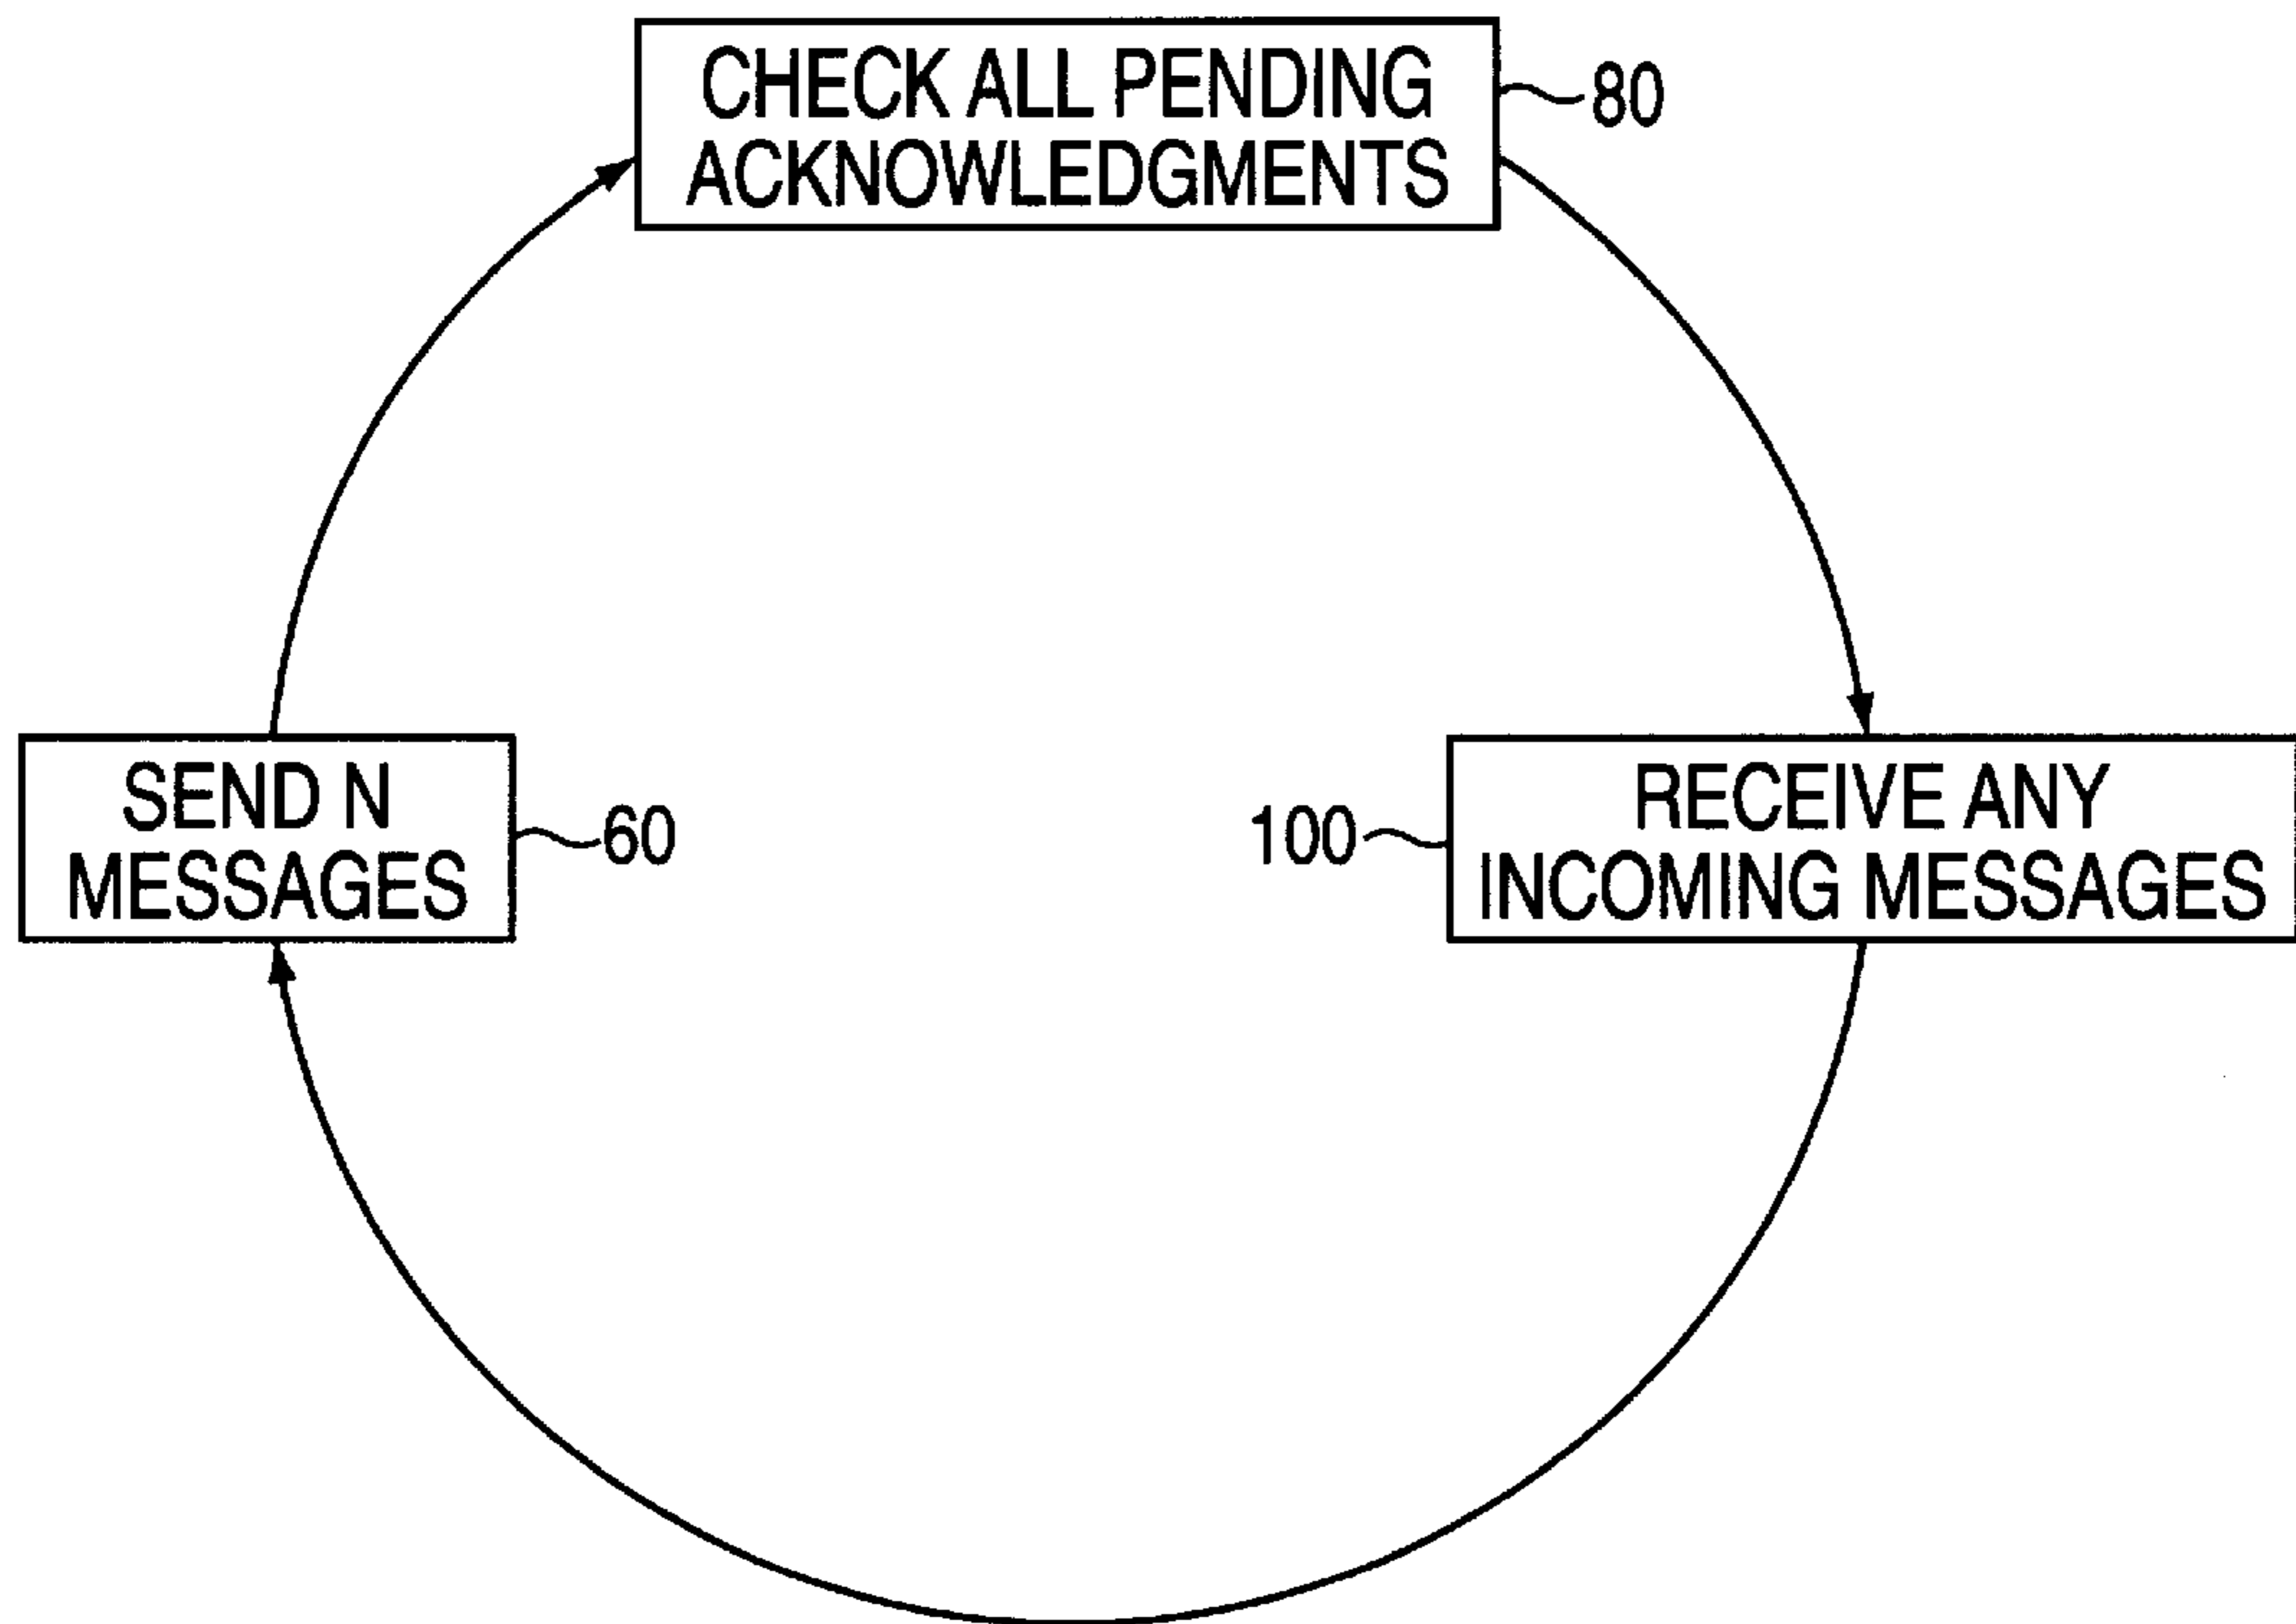 CHECK ALL PENDING
ACKNOWLEDGMENTS
80
SEND N
MESSAGES
60
100
RECEIVE ANY
INCOMING MESSAGES